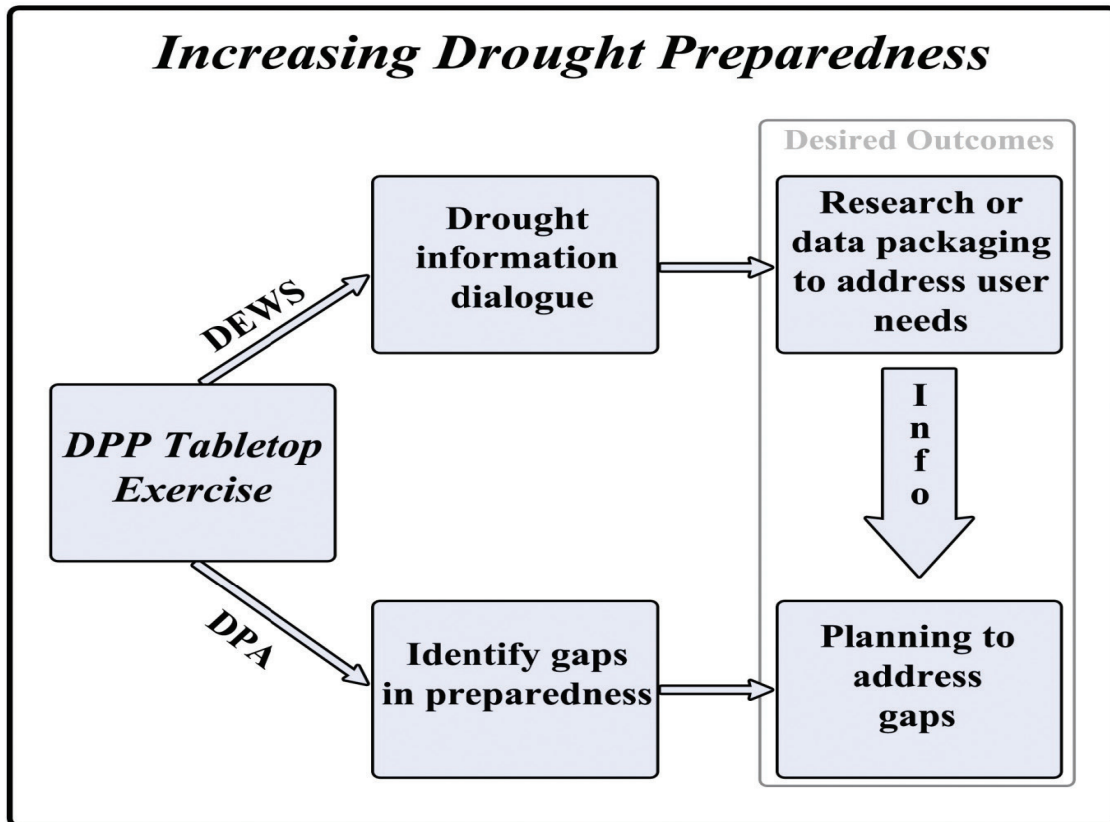 Increasing Drought Preparedness
Desired Outcomes
Drought
information
dialogue
Research or
data packaging
to address user
needs
DEWS
DPP Tabletop
Exercise
Info
DPA
Identify gaps
in preparedness
Planning to
address
gaps